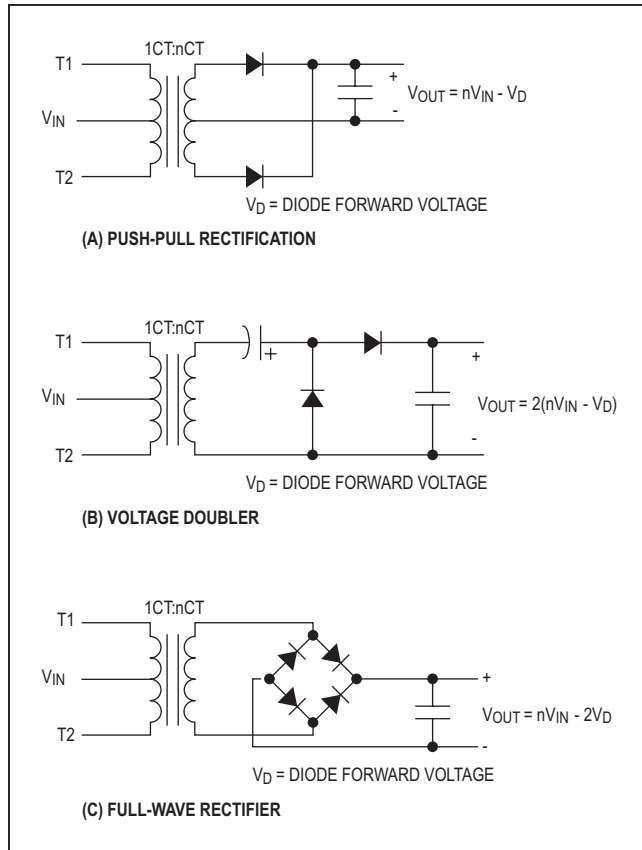 1CT:nCT
T1
VIN
T2
+
-
VOUT = nVIN - VD
VD = DIODE FORWARD VOLTAGE
(A) PUSH-PULL RECTIFICATION
1CT:nCT
T1
VIN
T2
+
+
-
VOUT = 2(nVIN - VD)
VD = DIODE FORWARD VOLTAGE
(B) VOLTAGE DOUBLER
1CT:nCT
T1
VIN
T2
+
-
VOUT = nVIN - 2VD
VD = DIODE FORWARD VOLTAGE
(C) FULL-WAVE RECTIFIER